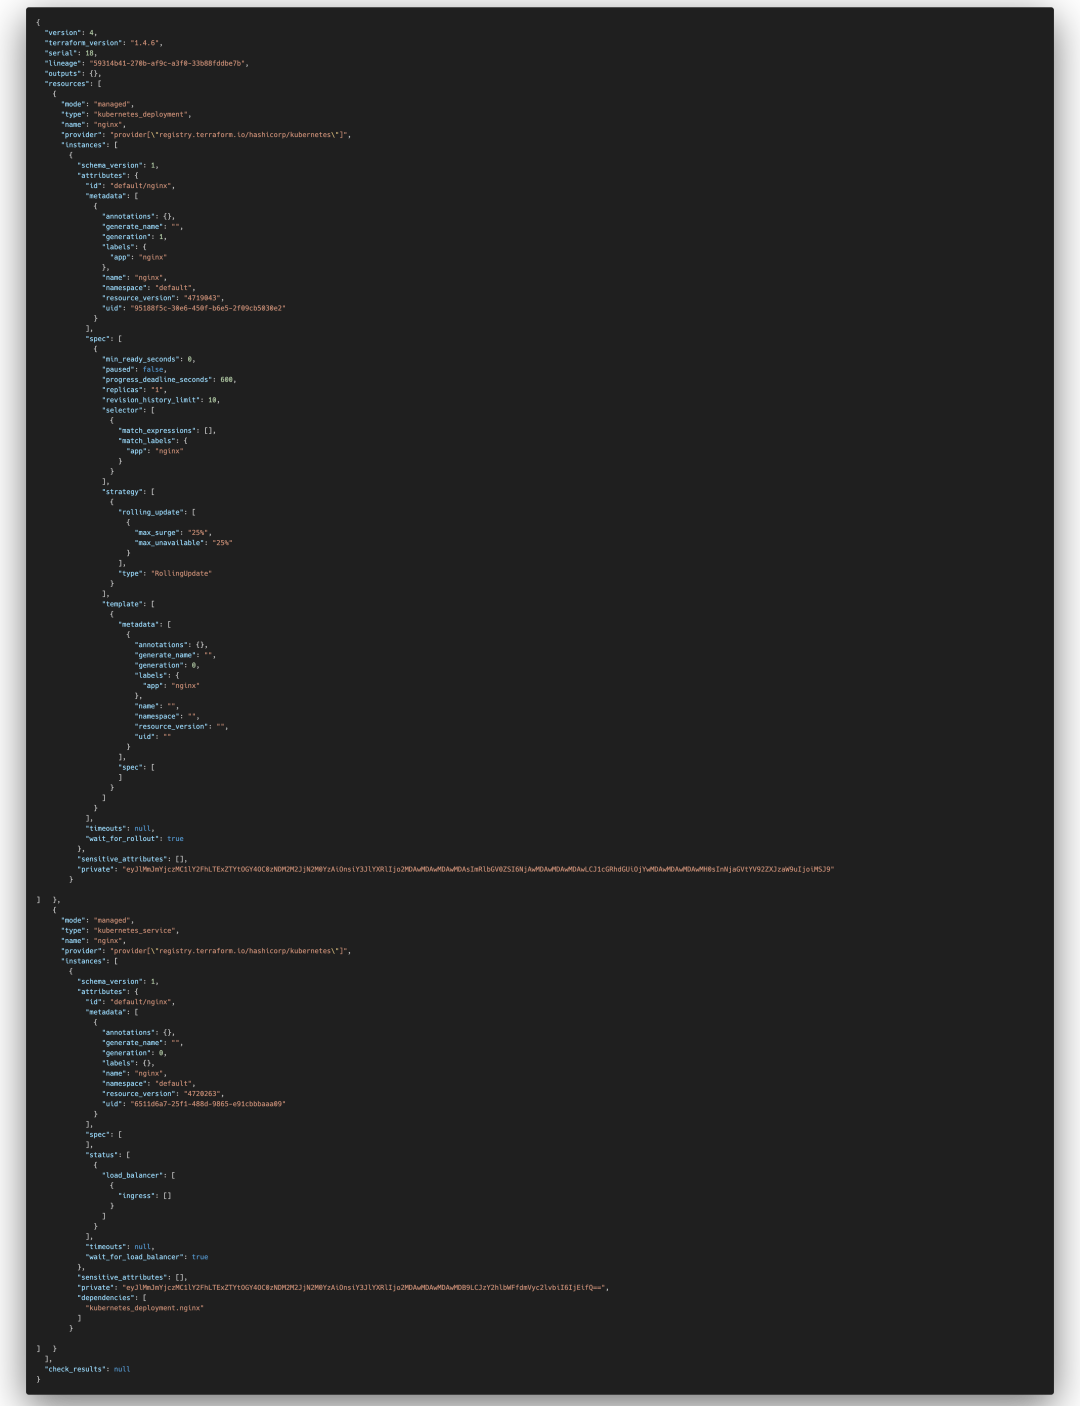 {
  "version": 4,
  "terraform_version": "1.4.6",
  "serial": 18,
  "lineage": "59314b41-270b-af9c-a3f0-33b88fddbe7b",
  "outputs": {},
  "resources": [
    {
      "mode": "managed",
      "type": "kubernetes_deployment",
      "name": "nginx",
      "provider": "provider[\"registry.terraform.io/hashicorp/kubernetes\"]",
      "instances": [
        {
          "schema_version": 1,
          "attributes": {
            "id": "default/nginx",
            "metadata": [
              {
                "annotations": {},
                "generate_name": "",
                "generation": 1,
                "labels": {
                  "app": "nginx"
                },
                "name": "nginx",
                "namespace": "default",
                "resource_version": "4719043",
                "uid": "95188f5c-30e6-450f-b6e5-2f09cb5030e2"
              }
            ],
            "spec": [
              {
                "min_ready_seconds": 0,
                "paused": false,
                "progress_deadline_seconds": 600,
                "replicas": "1",
                "revision_history_limit": 10,
                "selector": [
                  {
                    "match_expressions": [],
                    "match_labels": {
                      "app": "nginx"
                    }
                  }
                ],
                "strategy": [
                  {
                    "rolling_update": [
                      {
                        "max_surge": "25%",
                        "max_unavailable": "25%"
                      }
                    ],
                    "type": "RollingUpdate"
                  }
                ],
                "template": [
                  {
                    "metadata": [
                      {
                        "annotations": {},
                        "generate_name": "",
                        "generation": 0,
                        "labels": {
                          "app": "nginx"
                        },
                        "name": "",
                        "namespace": "",
                        "resource_version": "",
                        "uid": ""
                      }
                    ],
                    "spec": [
                    ]
                  }
                ]
              }
            ],
            "timeouts": null,
            "wait_for_rollout": true
          },
          "sensitive_attributes": [],
          "private": "eyJlMmJmYjczMC1lY2FhLTExZTYtOGY4OC0zNDM2M2JjN2M0YzAiOnsiY3JlYXRlIjo2MDAwMDAwMDAwMDAsImRlbGV0ZSI6NjAwMDAwMDAwMDAwLCJ1cGRhdGUiOjYwMDAwMDAwMDAwMH0sInNjaGVtYV92ZXJzaW9uIjoiMSJ9"
        }
]   },
    {
      "mode": "managed",
      "type": "kubernetes_service",
      "name": "nginx",
      "provider": "provider[\"registry.terraform.io/hashicorp/kubernetes\"]",
      "instances": [
        {
          "schema_version": 1,
          "attributes": {
            "id": "default/nginx",
            "metadata": [
              {
                "annotations": {},
                "generate_name": "",
                "generation": 0,
                "labels": {},
                "name": "nginx",
                "namespace": "default",
                "resource_version": "4720263",
                "uid": "6511d6a7-25f1-488d-9865-e91cbbbaaa09"
              }
            ],
            "spec": [
            ],
            "status": [
              {
                "load_balancer": [
                  {
                    "ingress": []
                  }
                ]
              }
            ],
            "timeouts": null,
            "wait_for_load_balancer": true
          },
          "sensitive_attributes": [],
          "private": "eyJlMmJmYjczMC1lY2FhLTExZTYtOGY4OC0zNDM2M2JjN2M0YzAiOnsiY3JlYXRlIjo2MDAwMDAwMDAwMDB9LCJzY2hlbWFfdmVyc2lvbiI6IjEifQ==",
          "dependencies": [
            "kubernetes_deployment.nginx"
          ]
        }
]   }
  ],
  "check_results": null
}